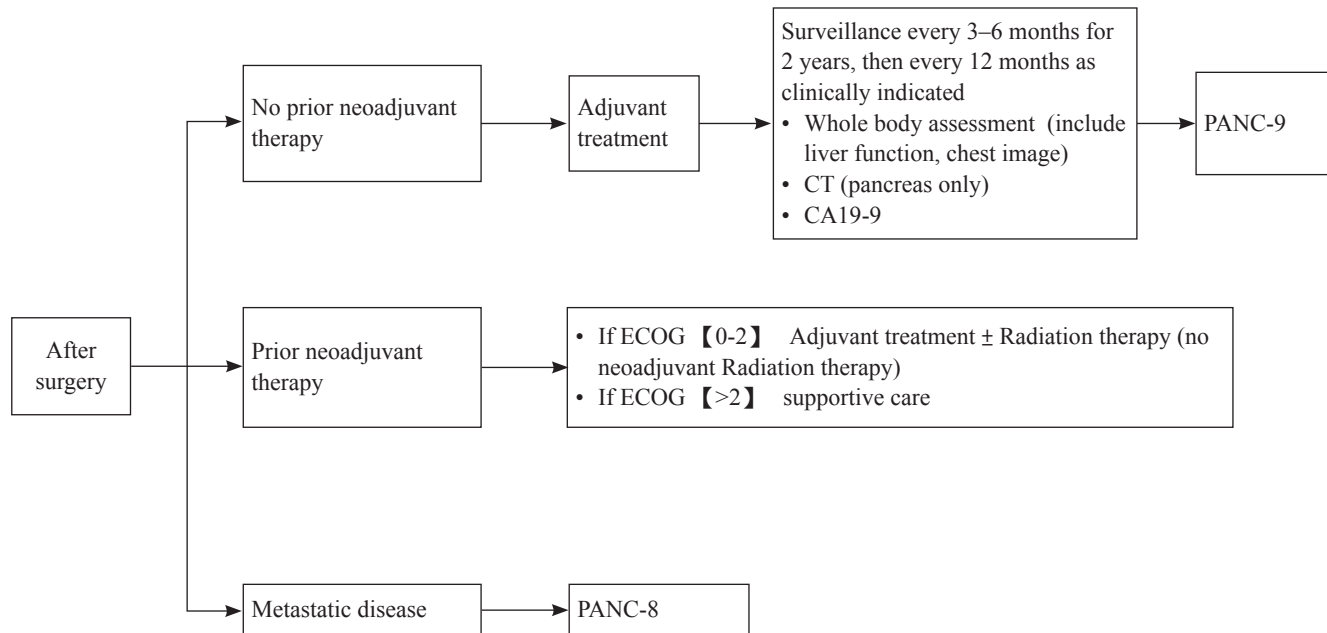 After
surgery
No prior neoadjuvant
therapy
Adjuvant
treatment
Surveillance every 3–6 months for
2 years, then every 12 months as
clinically indicated
• Whole body assessment (include
liver function, chest image)
• CT (pancreas only)
• CA19-9
PANC-9
Prior neoadjuvant
therapy
• If ECOG 【0-2】 Adjuvant treatment ± Radiation therapy (no
neoadjuvant Radiation therapy)
• If ECOG 【>2】 supportive care
Metastatic disease
PANC-8